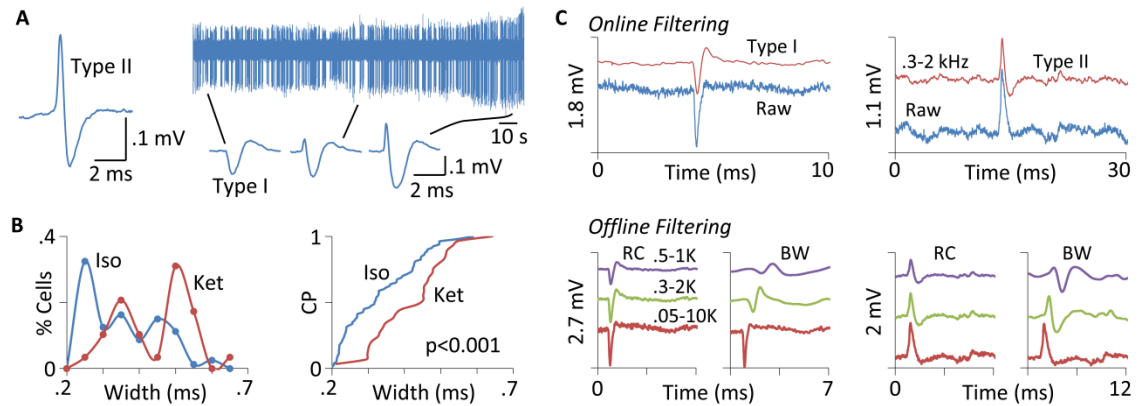 A
Type II
.1 mV
2 ms
10 s
Type I
.1 mV
2 ms
B
% Cells
.4
0
Iso
Ket
.2
Width (ms)
.7
CP
1
0
Iso
Ket
p<0.001
.2
Width (ms)
.7
C
Online Filtering
1.8 mV
Type I
Raw
0
Time (ms)
10
1.1 mV
.3-2 kHz
Type II
Raw
0
Time (ms)
30
Offline Filtering
2.7 mV
RC
BW
.5-1K
.3-2K
.05-10K
0
Time (ms)
7
2 mV
RC
BW
0
Time (ms)
12